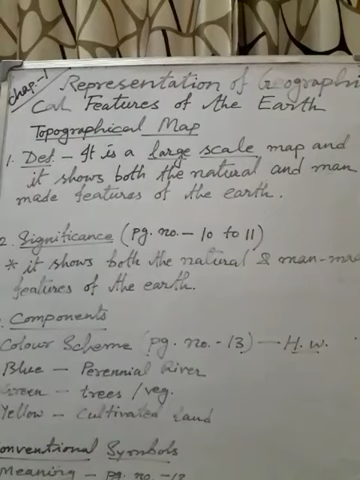 Chap.-1
Representation of Geographi
cal Features of the Earth
Topographical Map
1. Def - It is a large scale map and
it shows both the natural and man
made features of the earth.
2. Significance (pg. no. - 10 to 11)
* it shows both the natural & man-ma
features of the earth.
. Components
Colour Scheme (pg. no. - 13) — H.W.
Blue - Perennial River
Green - trees / veg.
Yellow - Cultivated Land
onventional Symbols
Meaning - pg. no -12